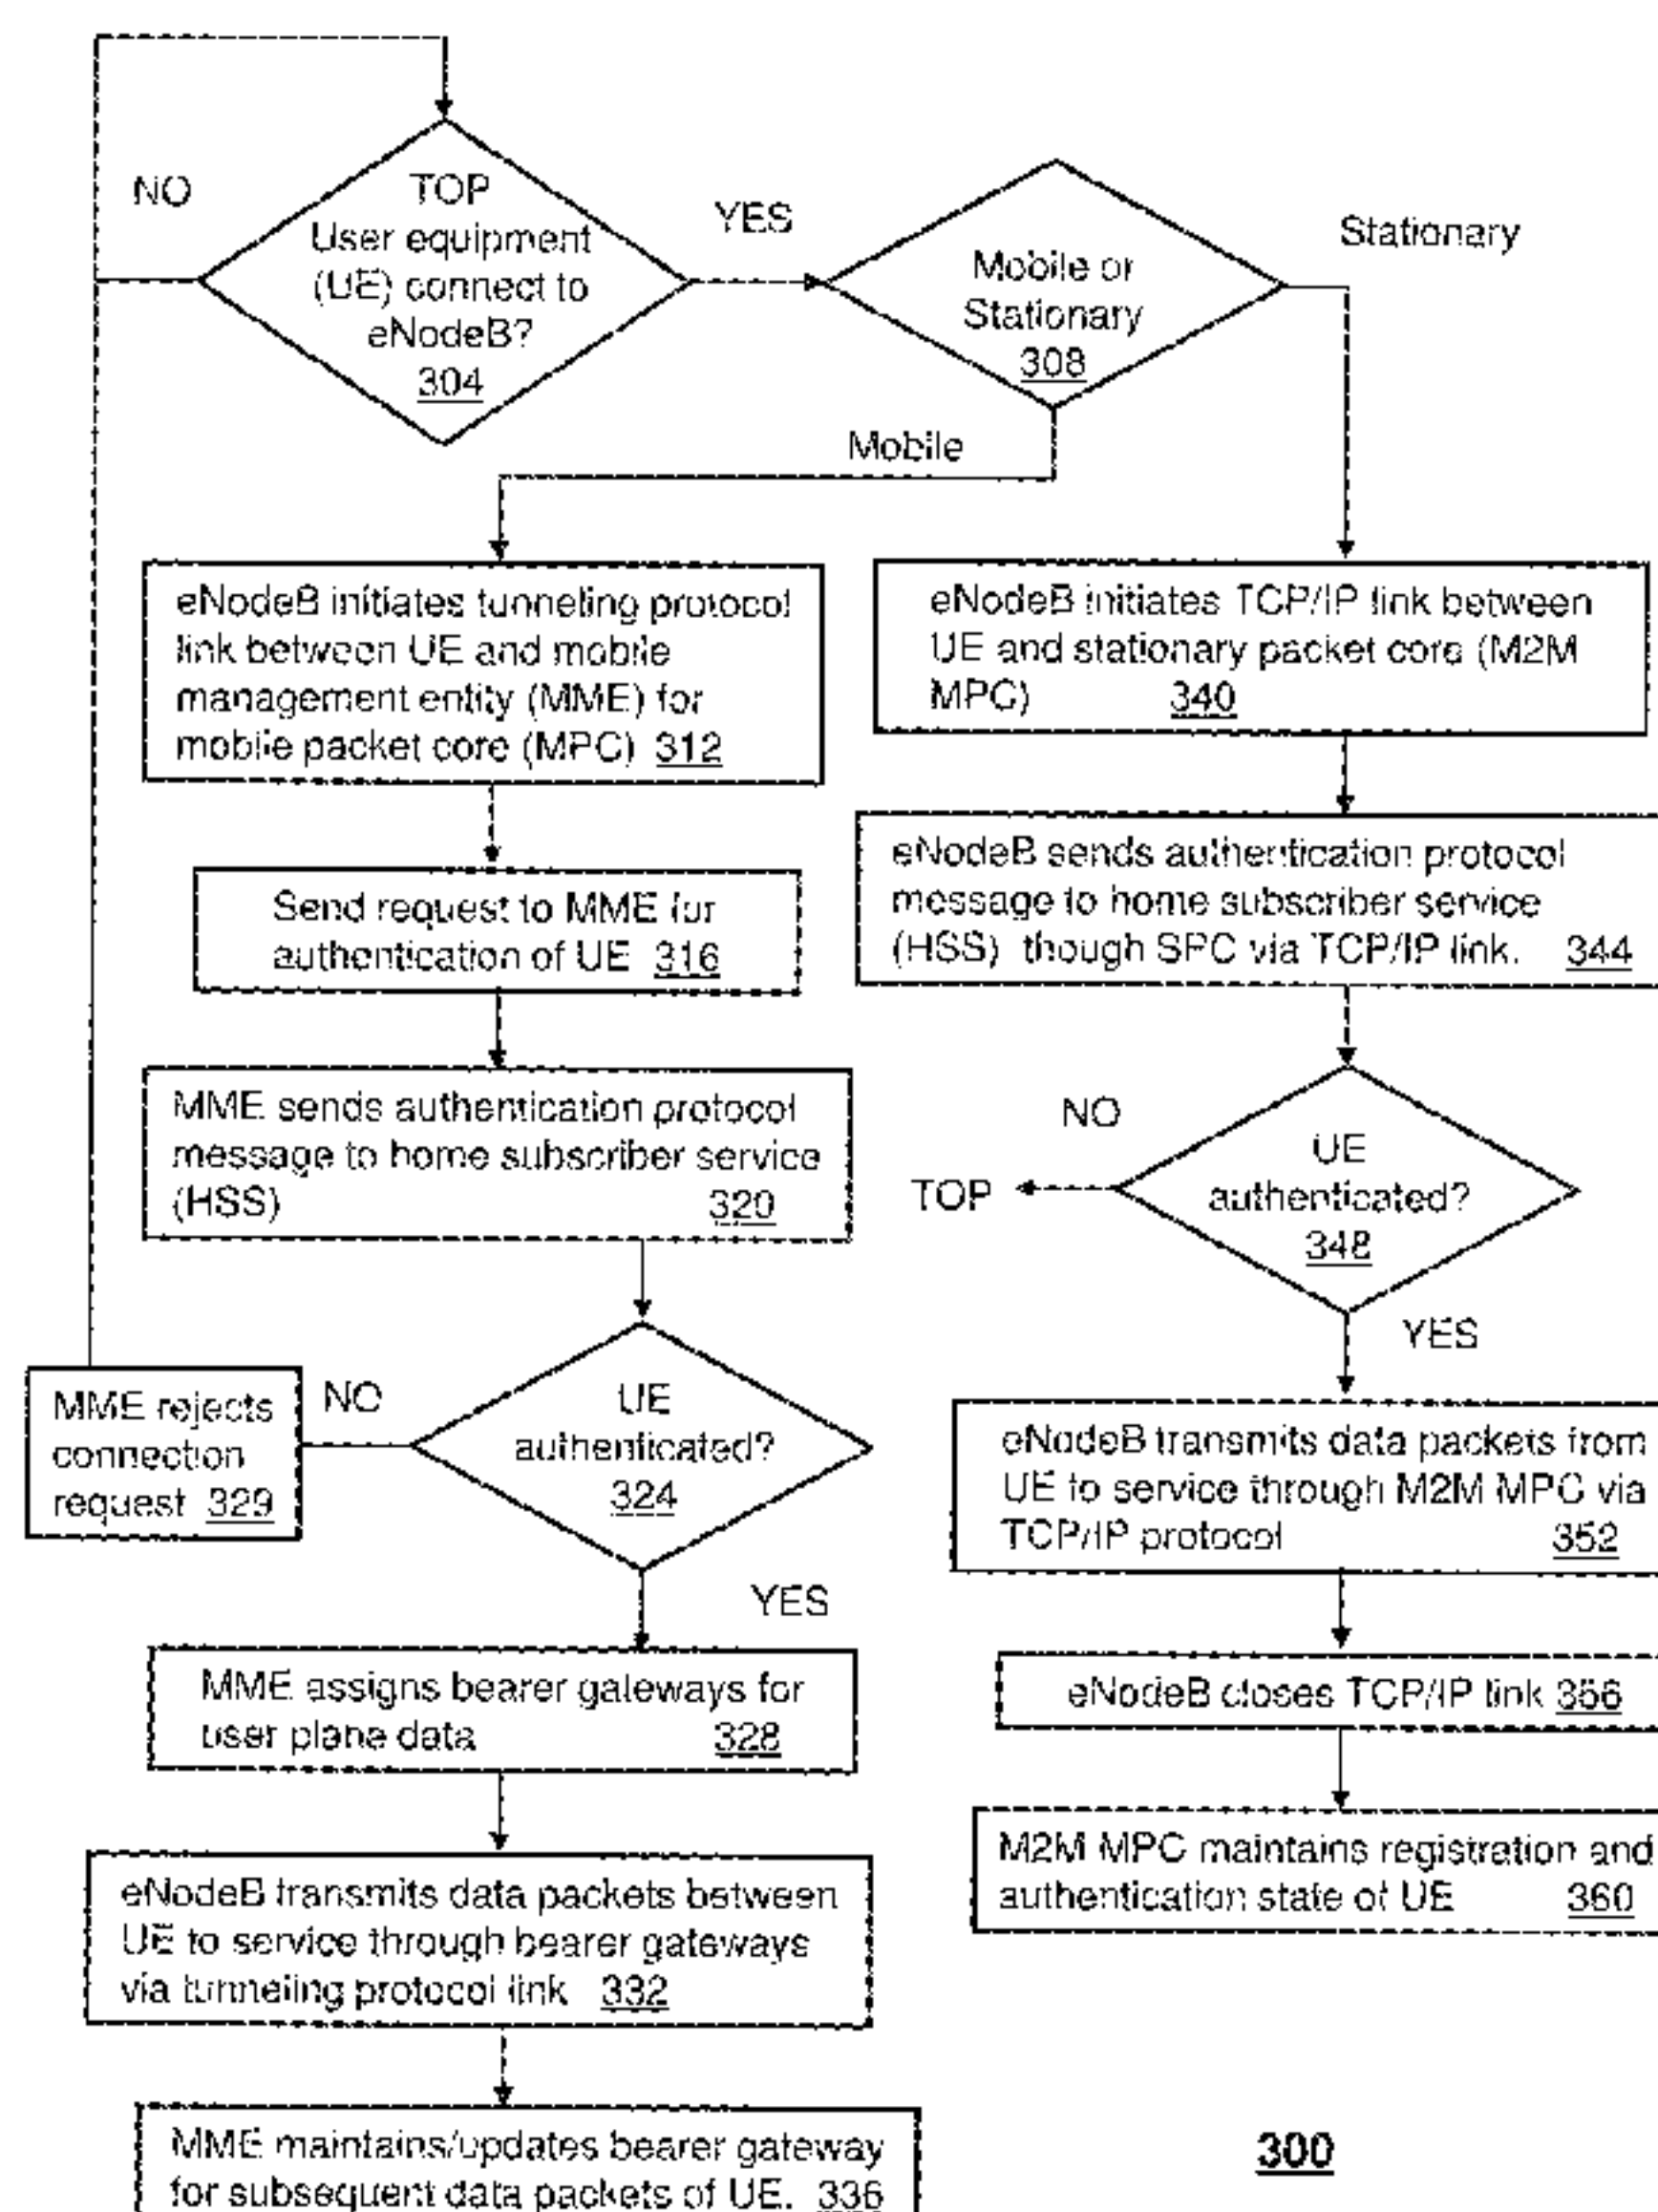 NO
TOP
User equipment
(UE) connect to
eNodeB?
304
YES
Mobile or
Stationary
308
Stationary
Mobile
eNodeB initiates tunneling protocol
link between UE and mobile
management entity (MME) for
mobile packet core (MPC) 312
Send request to MME for
authentication of UE 316
MME sends authentication protocol
message to home subscriber service
(HSS) 320
UE
authenticated?
324
NO
MME rejects
connection
request 329
YES
MME assigns bearer gateways for
user plane data 328
eNodeB transmits data packets between
UE to service through bearer gateways
via tunneling protocol link 332
MME maintains/updates bearer gateway
for subsequent data packets of UE. 336
eNodeB initiates TCP/IP link between
UE and stationary packet core (M2M
MPC) 340
eNodeB sends authentication protocol
message to home subscriber service
(HSS) though SPC via TCP/IP link. 344
NO
TOP
UE
authenticated?
348
YES
eNodeB transmits data packets from
UE to service through M2M MPC via
TCP/IP protocol 352
eNodeB closes TCP/IP link 356
M2M MPC maintains registration and
authentication state of UE 360
300